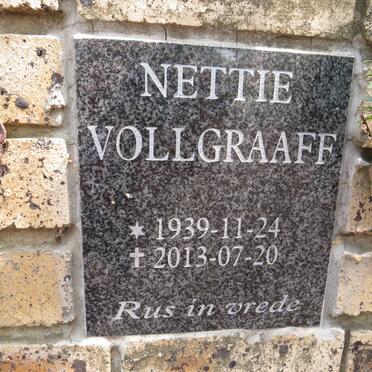 NETTIE
VOLLGRAAFF
* 1939-11-24
✝ 2013-07-20
Rus in vrede